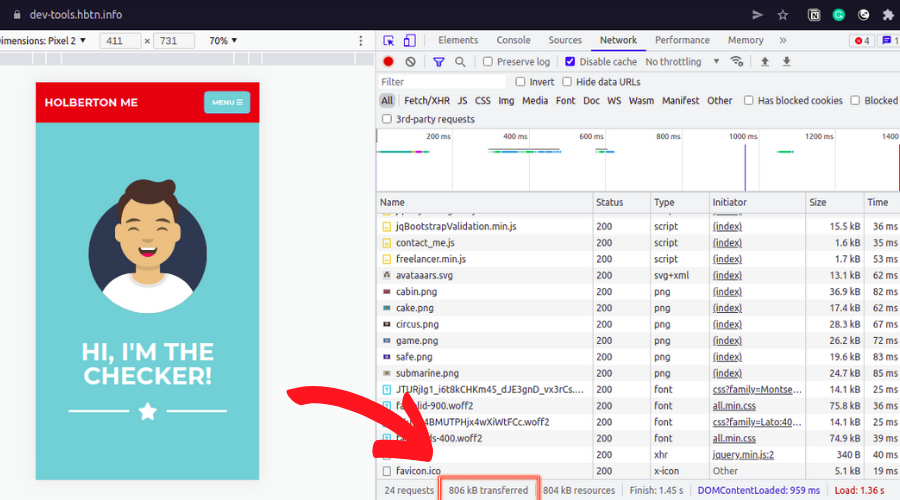 dev-tools.hbtn.info
Dimensions: Pixel 2 ▼ 411 × 731 70% ▼
Elements Console Sources Network Performance Memory » 4 1
Preserve log Disable cache No throttling ▼
Filter Invert Hide data URLs
All Fetch/XHR JS CSS Img Media Font Doc WS Wasm Manifest Other Has blocked cookies Blocked
3rd-party requests
200 ms 400 ms 600 ms 800 ms 1000 ms 1200 ms 1400
HOLBERTON ME
MENU ☰
HI, I'M THE
CHECKER!
Name Status Type Initiator Size Time
200 script (index)
jqBootstrapValidation.min.js 200 script (index) 15.5 kB 36 ms
contact_me.js 200 script (index) 1.6 kB 35 ms
freelancer.min.js 200 script (index) 1.7 kB 53 ms
avataaars.svg 200 svg+xml (index) 13.1 kB 62 ms
cabin.png 200 png (index) 36.9 kB 82 ms
cake.png 200 png (index) 17.4 kB 62 ms
circus.png 200 png (index) 28.3 kB 67 ms
game.png 200 png (index) 26.2 kB 72 ms
safe.png 200 png (index) 19.6 kB 83 ms
submarine.png 200 png (index) 24.7 kB 85 ms
JTURjIg1_i6t8kCHKm45_dJE3gnD_vx3rCs.... 200 font css?family=Montse... 14.1 kB 25 ms
lid-900.woff2 200 font all.min.css 75.8 kB 36 ms
4BMUTPHjx4wXiWtFCc.woff2 200 font css?family=Lato:40... 14.1 kB 25 ms
s-400.woff2 200 font all.min.css 74.9 kB 39 ms
200 xhr jquery.min.js:2 340 B 40 ms
favicon.ico 200 x-icon Other 5.1 kB 19 ms
24 requests 806 kB transferred 804 kB resources Finish: 1.45 s DOMContentLoaded: 959 ms Load: 1.36 s